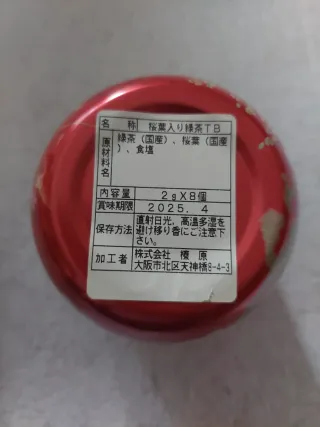 名　称 桜葉入り緑茶ＴＢ
原材料名 緑茶（国産）、桜葉（国産
）、食塩
内容量 ２ｇＸ８個
賞味期限 ２０２５．４
保存方法 直射日光、高温多湿を
避け移り香にご注意下
さい。
加工者 株式会社　榎　原
大阪市北区天神橋8-4-3